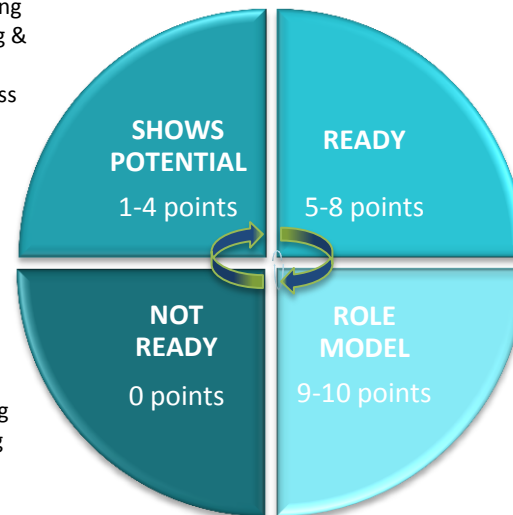 SHOWS
POTENTIAL
1-4 points
READY
5-8 points
NOT
READY
0 points
ROLE
MODEL
9-10 points